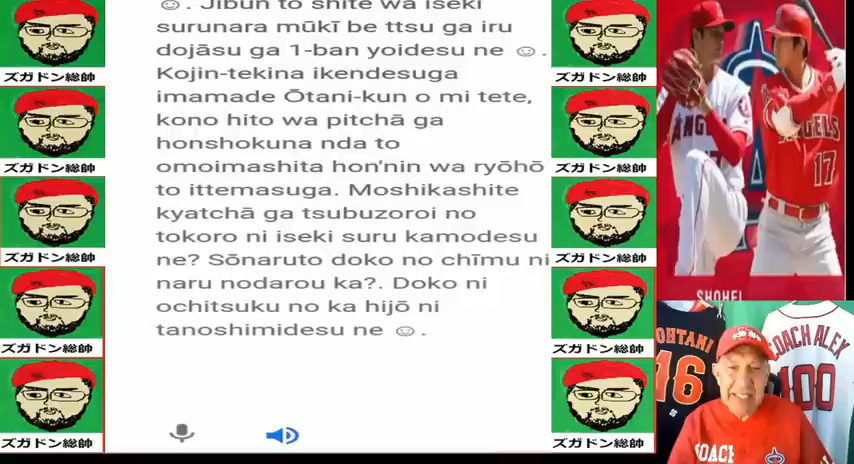 ☺. Jibun to shite wa iseki
surunara mūkī be ttsu ga iru
dojāsu ga 1-ban yoidesu ne ☺.
Kojin-tekina ikendesuga
imamade Ōtani-kun o mi tete,
kono hito wa pitchā ga
honshokuna nda to
omoimashita hon'nin wa ryōhō
to ittemasuga. Moshikashite
kyatchā ga tsubuzoroi no
tokoro ni iseki suru kamodesu
ne? Sōnaruto doko no chīmu ni
naru nodarou ka?. Doko ni
ochitsuku no ka hijō ni
tanoshimidesu ne ☺.
ズガドン総帥
ズガドン総帥
ズガドン総帥
ズガドン総帥
ズガドン総帥
ズガドン総帥
ズガドン総帥
ズガドン総帥
ズガドン総帥
ズガドン総帥
ANGELS
17
SHOHEI
OHTANI
16
COACH ALEX
100
COACH